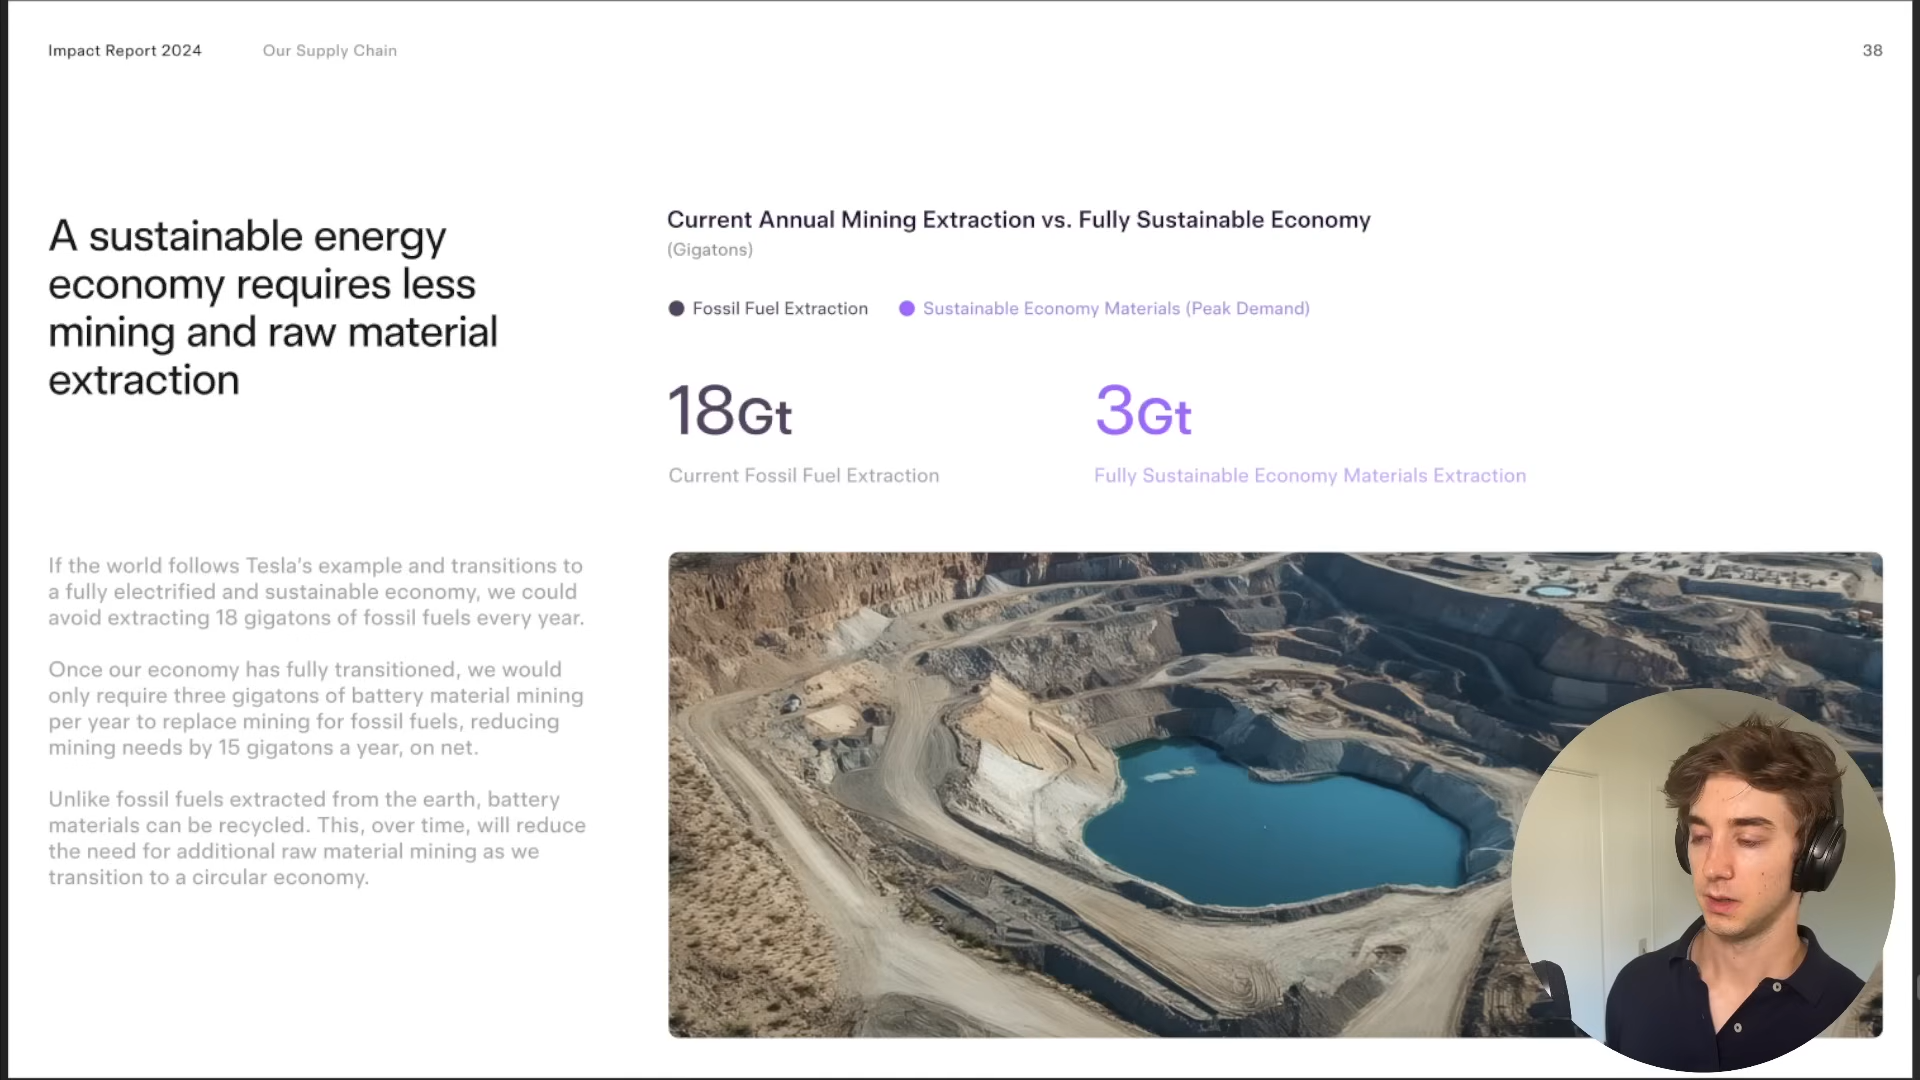 Impact Report 2024
Our Supply Chain
38
A sustainable energy
economy requires less
mining and raw material
extraction
If the world follows Tesla's example and transitions to
a fully electrified and sustainable economy, we could
avoid extracting 18 gigatons of fossil fuels every year.
Once our economy has fully transitioned, we would
only require three gigatons of battery material mining
per year to replace mining for fossil fuels, reducing
mining needs by 15 gigatons a year, on net.
Unlike fossil fuels extracted from the earth, battery
materials can be recycled. This, over time, will reduce
the need for additional raw material mining as we
transition to a circular economy.
Current Annual Mining Extraction vs. Fully Sustainable Economy
(Gigatons)
Fossil Fuel Extraction
Sustainable Economy Materials (Peak Demand)
18Gt
Current Fossil Fuel Extraction
3Gt
Fully Sustainable Economy Materials Extraction